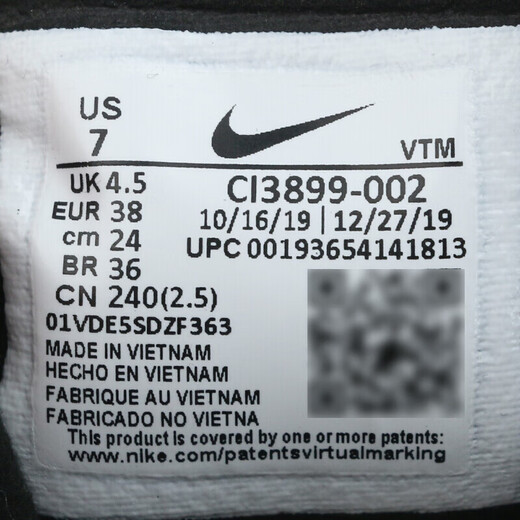 US
7
VTM
UK 4.5
EUR 38
cm 24
BR 36
CN 240(2.5)
CI3899-002
10/16/19 | 12/27/19
UPC 00193654141813
01VDE5SDZF363
MADE IN VIETNAM
HECHO EN VIETNAM
FABRIQUE AU VIETNAM
FABRICADO NO VIETNA
This product is covered by one or more patents:
www.nike.com/patentsvirtualmarking